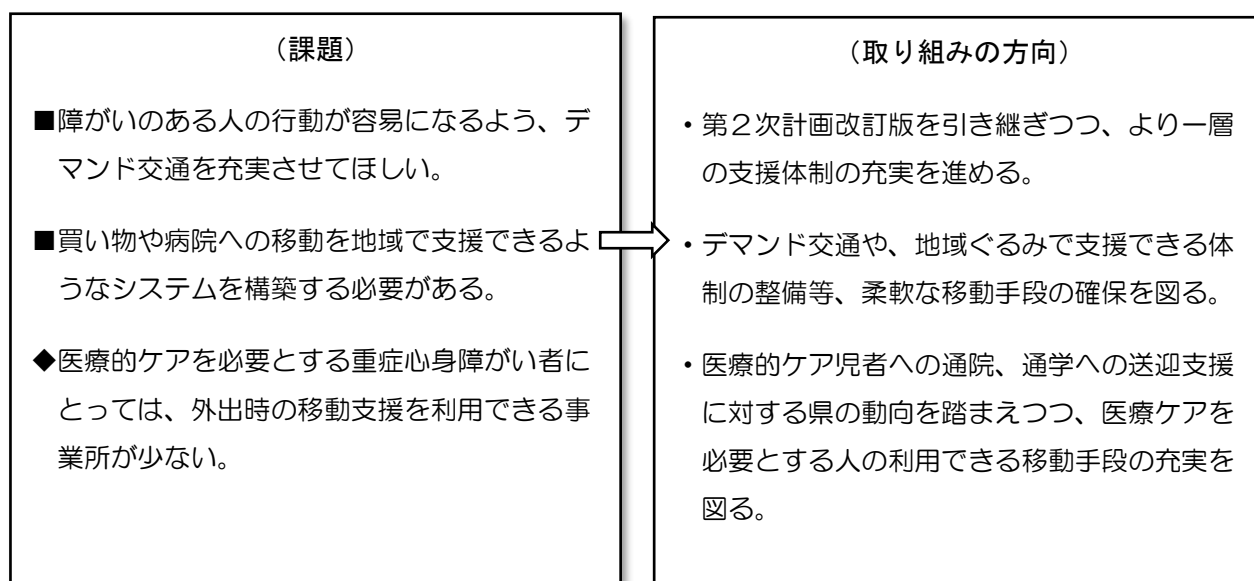 (課題)
■障がいのある人の行動が容易になるよう、デ
マンド交通を充実させてほしい。
■買い物や病院への移動を地域で支援できるよ
うなシステムを構築する必要がある。
◆医療的ケアを必要とする重症心身障がい者に
とっては、外出時の移動支援を利用できる事
業所が少ない。
(取り組みの方向)
・第２次計画改訂版を引き継ぎつつ、より一層
の支援体制の充実を進める。
・デマンド交通や、地域ぐるみで支援できる体
制の整備等、柔軟な移動手段の確保を図る。
・医療的ケア児者への通院、通学への送迎支援
に対する県の動向を踏まえつつ、医療ケアを
必要とする人の利用できる移動手段の充実を
図る。